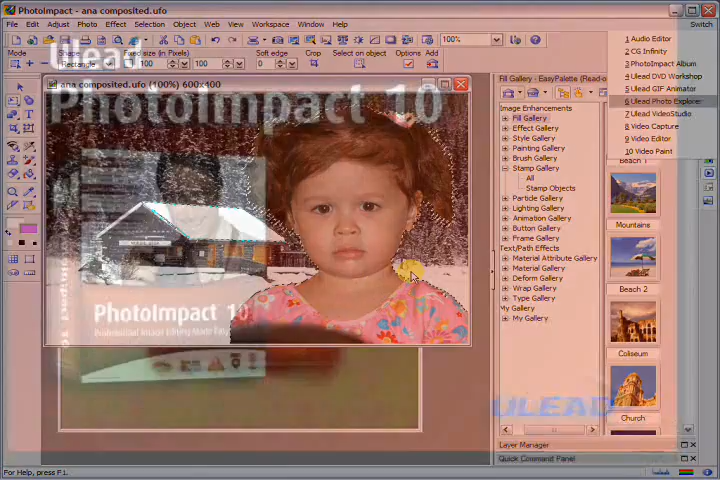 PhotoImpact - ana composited.ufo
File Edit Adjust Photo Effect Selection Object Web View Workspace Window Help
Switch
100%
Mode Shape Fixed size (in Pixels) Soft edge Select on object Options Add
Rectangle 100 100 0
Ulead
PhotoImpact 10
ana composited.ufo (100%) 600x400
PhotoImpact 10
Professional Image Editing Made Easy
1 Audio Editor
2 CG Infinity
3 PhotoImpact Album
4 Ulead DVD Workshop
5 Ulead GIF Animator
6 Ulead Photo Explorer
7 Ulead VideoStudio
8 Video Capture
9 Video Editor
10 Video Paint
Fill Gallery - EasyPalette (Read-o
Image Enhancements
Fill Gallery
Effect Gallery
Style Gallery
Painting Gallery
Brush Gallery
Stamp Gallery
All
Stamp Objects
Particle Gallery
Lighting Gallery
Animation Gallery
Button Gallery
Frame Gallery
Text/Path Effects
Material Attribute Gallery
Material Gallery
Deform Gallery
Wrap Gallery
Type Gallery
My Gallery
My Gallery
Beach 1
Mountains
Beach 2
Coliseum
Church
ULEAD
Layer Manager
Quick Command Panel
For Help, press F1.